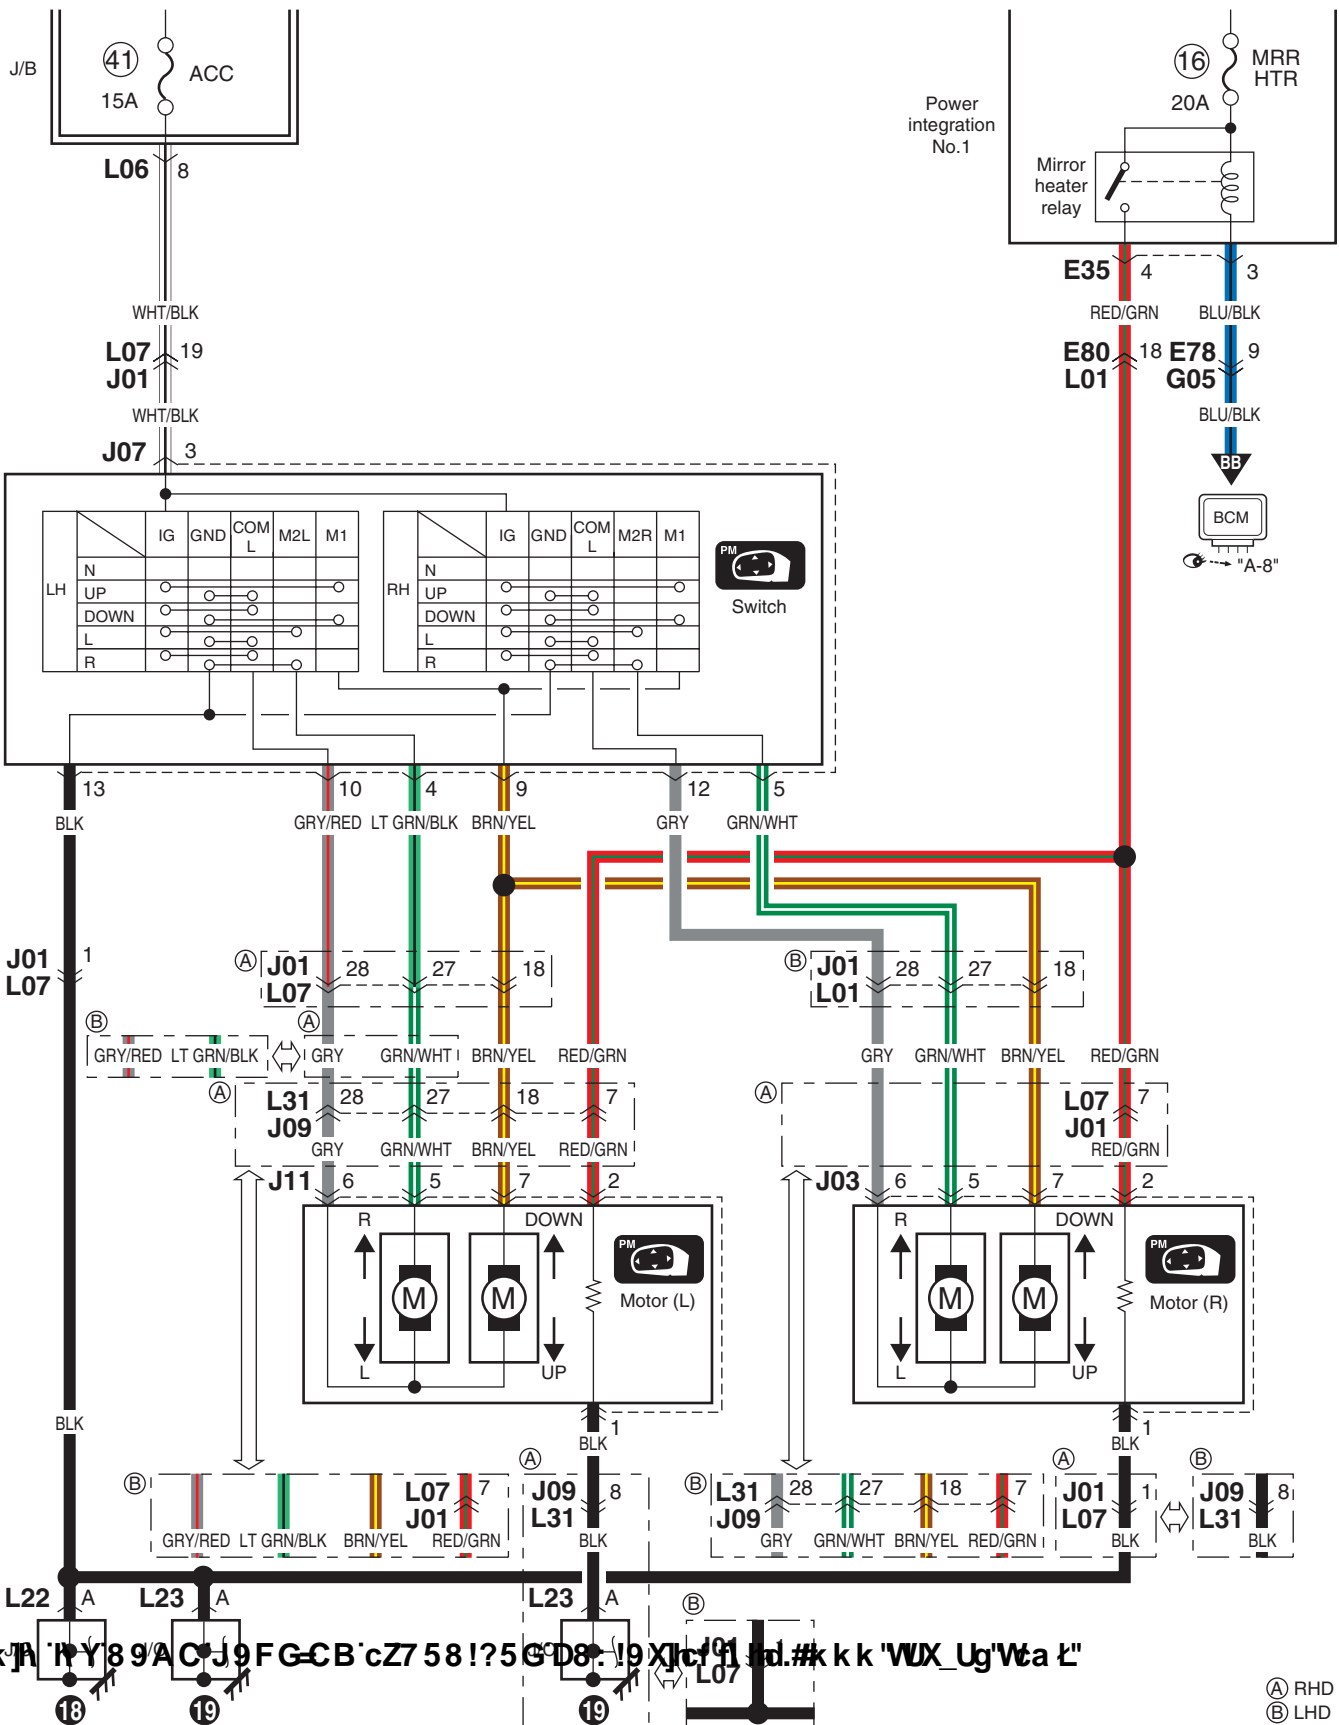 J/B
41
15A
ACC
16
20A
MRR
HTR
Power
integration
No.1
Mirror
heater
relay
L06 8
E35 4 3
WHT/BLK
RED/GRN BLU/BLK
L07 19
J01
E80 18 E78 9
L01 G05
WHT/BLK
BLU/BLK
J07 3
BB
BCM
"A-8"
LH IG GND COM L M2L M1
N
UP
DOWN
L
R
RH IG GND COM L M2R M1
N
UP
DOWN
L
R
PM
Switch
13 10 4 9 12 5
BLK GRY/RED LT GRN/BLK BRN/YEL GRY GRN/WHT
J01 1
L07
A J01 28 27 18
L07
B J01 28 27 18
L01
B GRY/RED LT GRN/BLK
A GRY GRN/WHT BRN/YEL RED/GRN
GRY GRN/WHT BRN/YEL RED/GRN
A L31 28 27 18 7
J09
GRY GRN/WHT BRN/YEL RED/GRN
A L07 7
J01
RED/GRN
J11 6 5 7 2
J03 6 5 7 2
R DOWN
M M
L UP
PM
Motor (L)
R DOWN
M M
L UP
PM
Motor (R)
BLK
1
BLK
1
BLK
B L07 7
J01
GRY/RED LT GRN/BLK BRN/YEL RED/GRN
A J09 8
L31
BLK
B L31 28 27 18 7
J09
GRY GRN/WHT BRN/YEL RED/GRN
A J01 1
L07
BLK
B J09 8
L31
BLK
L22 A L23 A L23 A
B
J01
L07
18 19 19
A RHD
B LHD